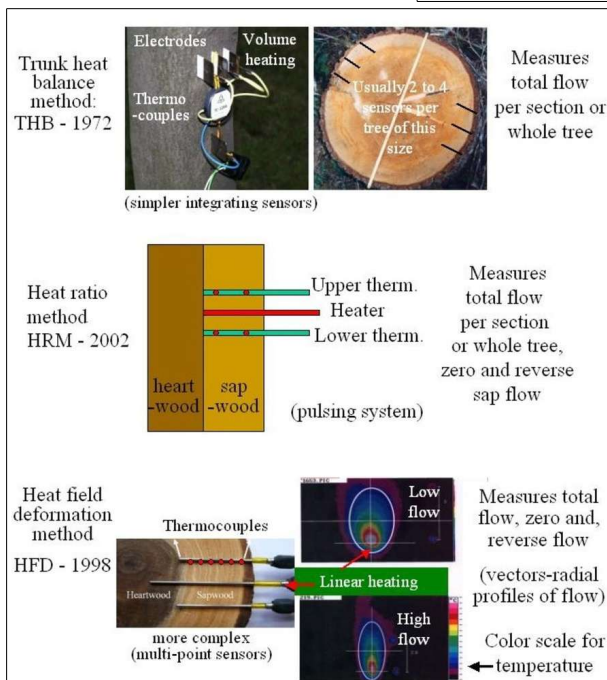 Trunk heat
balance
method:
THB - 1972
Electrodes
Volume
heating
Thermo
-couples
(simpler integrating sensors)
Usually 2 to 4
sensors per
tree of this
size
Measures
total flow
per section or
whole tree
Heat ratio
method
HRM - 2002
heart
-wood
sap
-wood
Upper therm.
Heater
Lower therm.
(pulsing system)
Measures
total flow
per section
or whole tree,
zero and reverse
sap flow
Heat field
deformation
method
HFD - 1998
Thermocouples
Heartwood
Sapwood
more complex
(multi-point sensors)
Linear heating
Low
flow
High
flow
Measures total
flow, zero and,
reverse flow
(vectors-radial
profiles of flow)
Color scale for
temperature